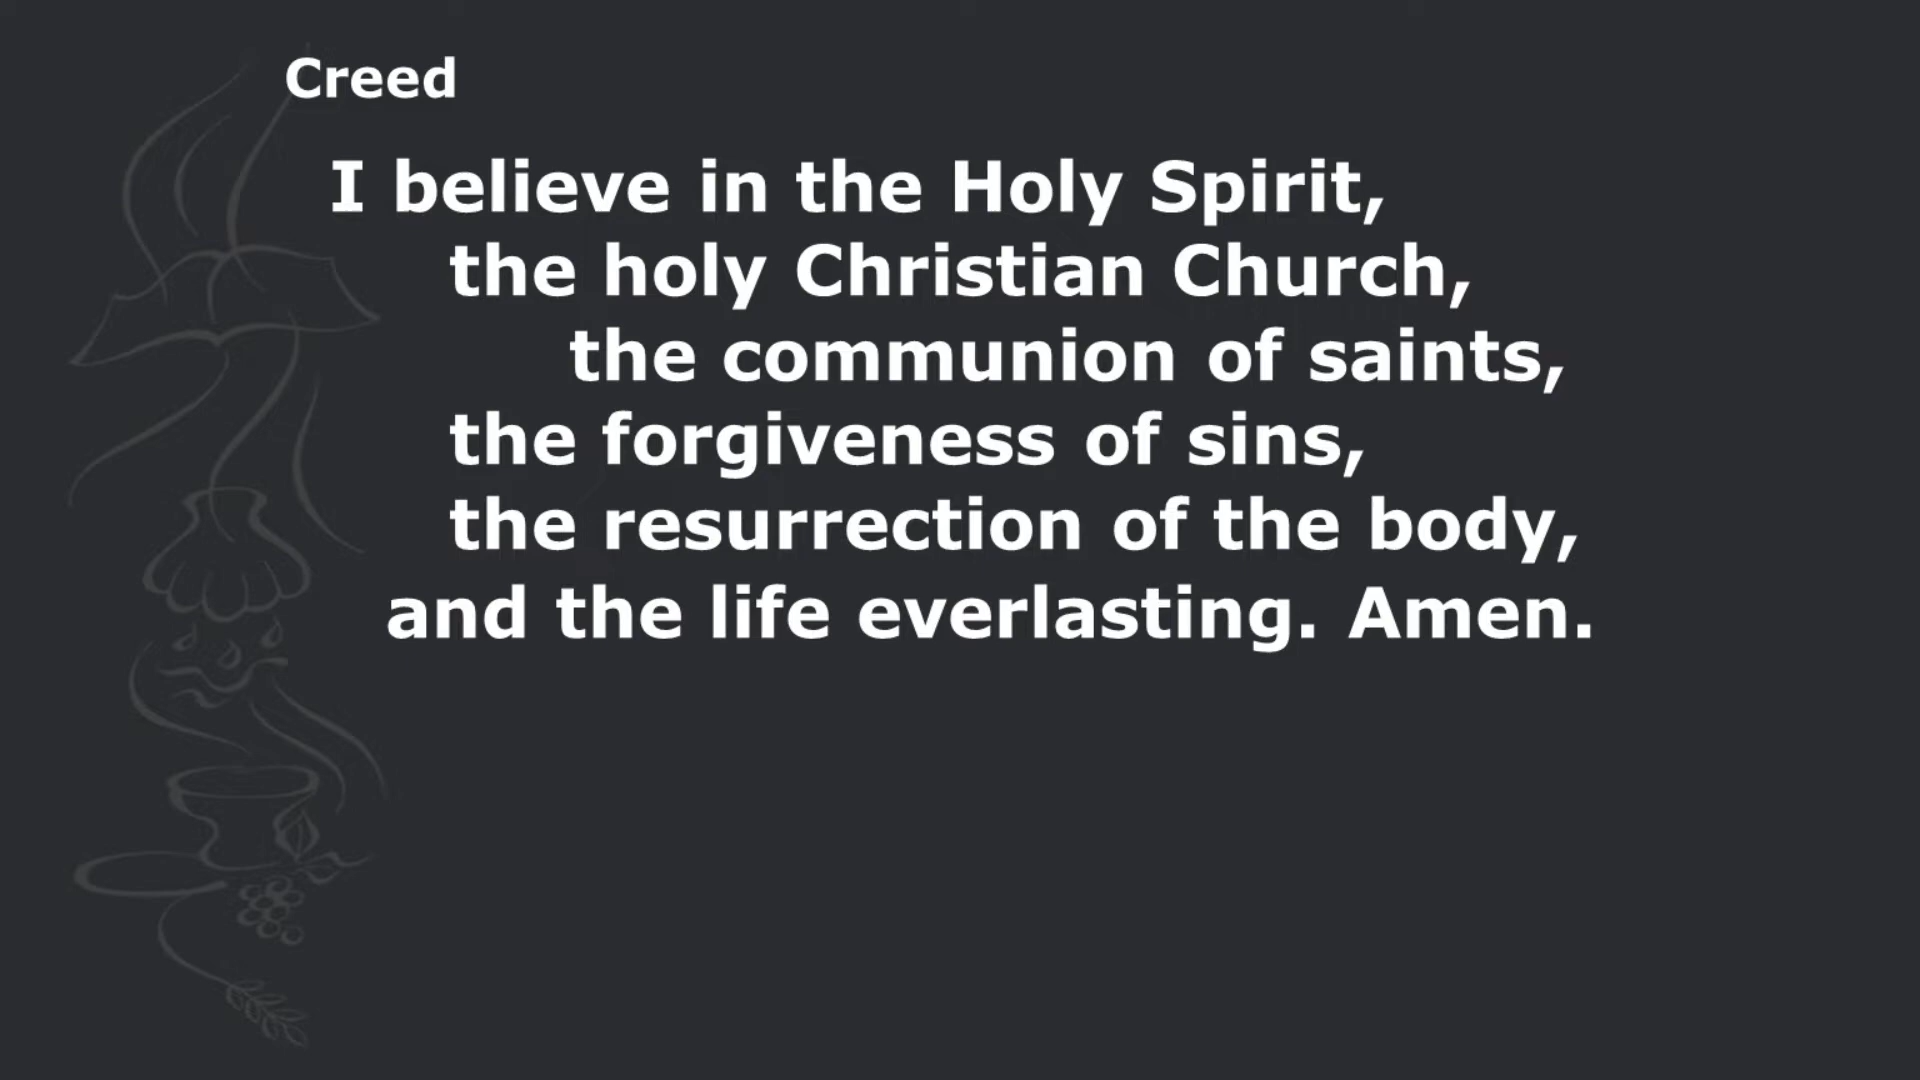 Creed
I believe in the Holy Spirit,
the holy Christian Church,
the communion of saints,
the forgiveness of sins,
the resurrection of the body,
and the life everlasting. Amen.